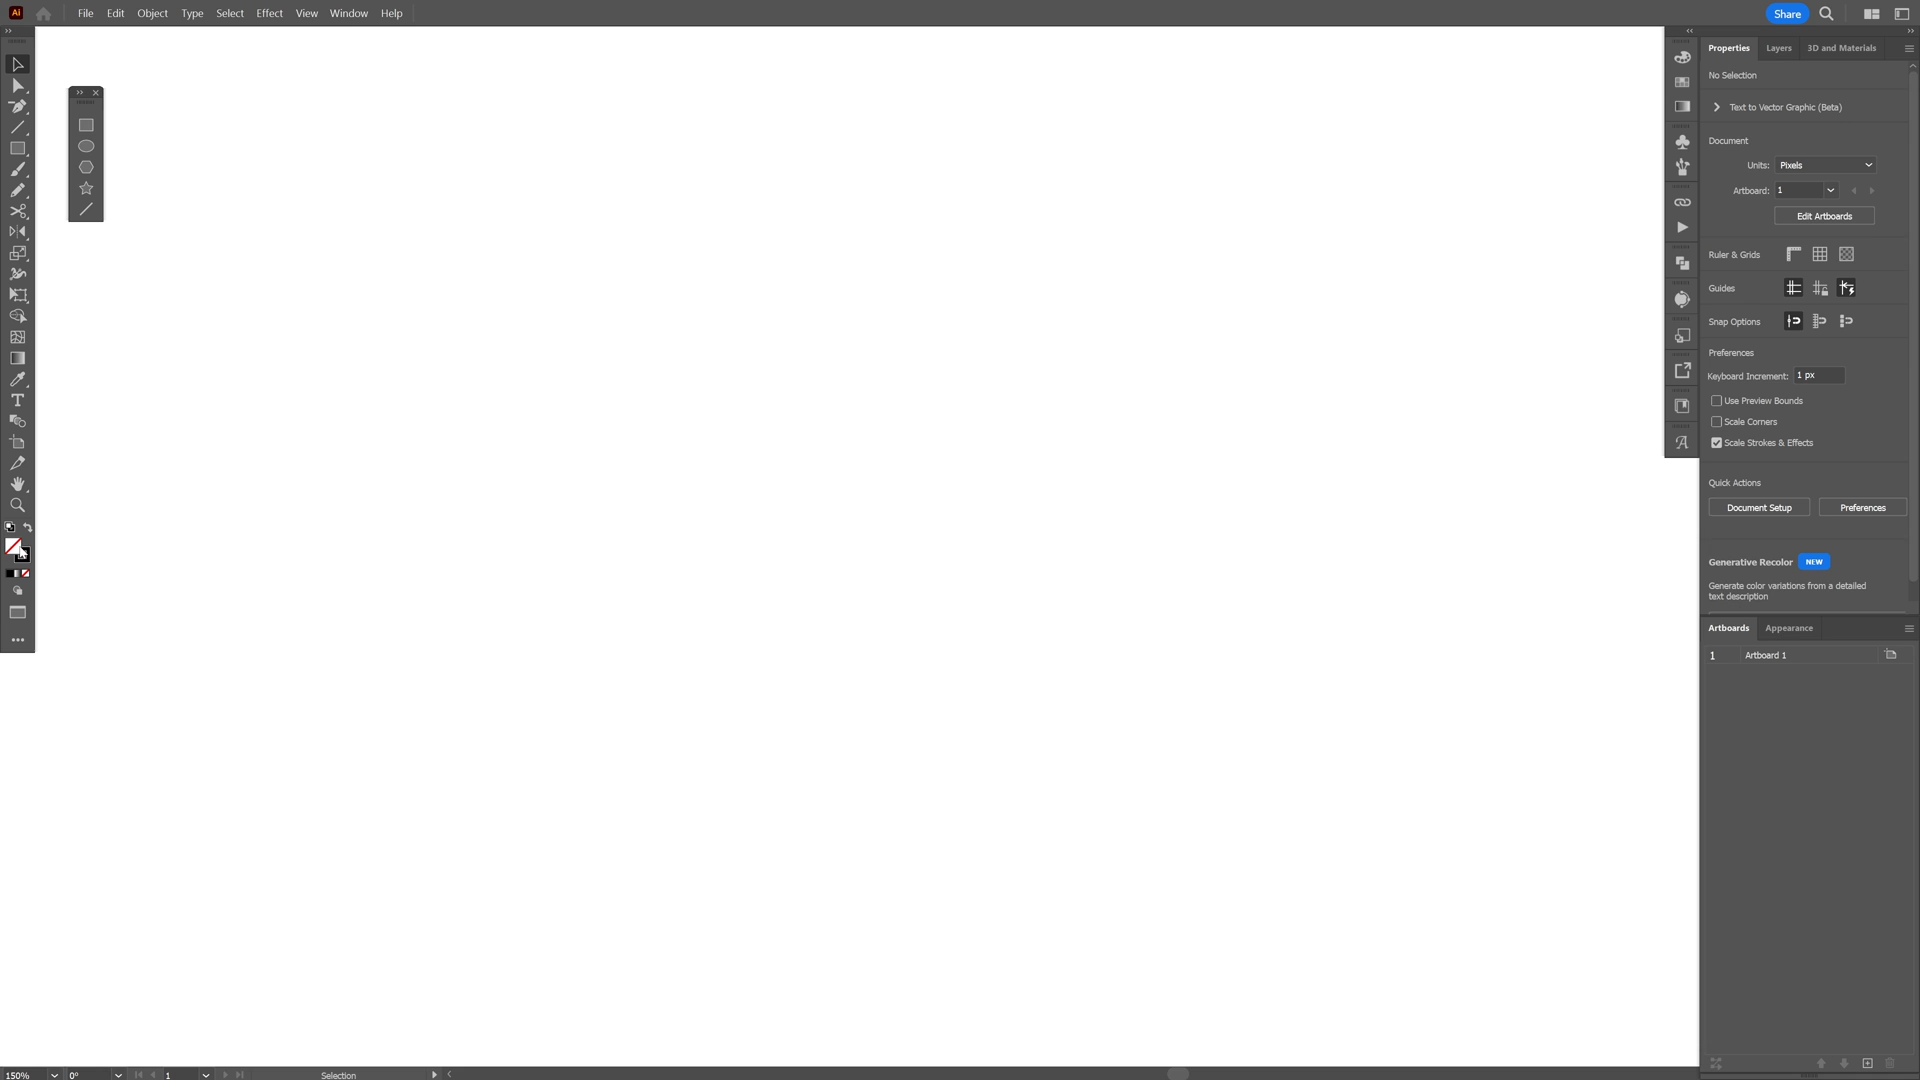 Ai File Edit Object Type Select Effect View Window Help Share
Properties Layers 3D and Materials
No Selection
Text to Vector Graphic (Beta)
Document
Units: Pixels
Artboard: 1
Edit Artboards
Ruler & Grids
Guides
Snap Options
Preferences
Keyboard Increment: 1 px
Use Preview Bounds
Scale Corners
Scale Strokes & Effects
Quick Actions
Document Setup Preferences
Generative Recolor NEW
Generate color variations from a detailed
text description
Artboards Appearance
1 Artboard 1
150% 0° 1 Selection